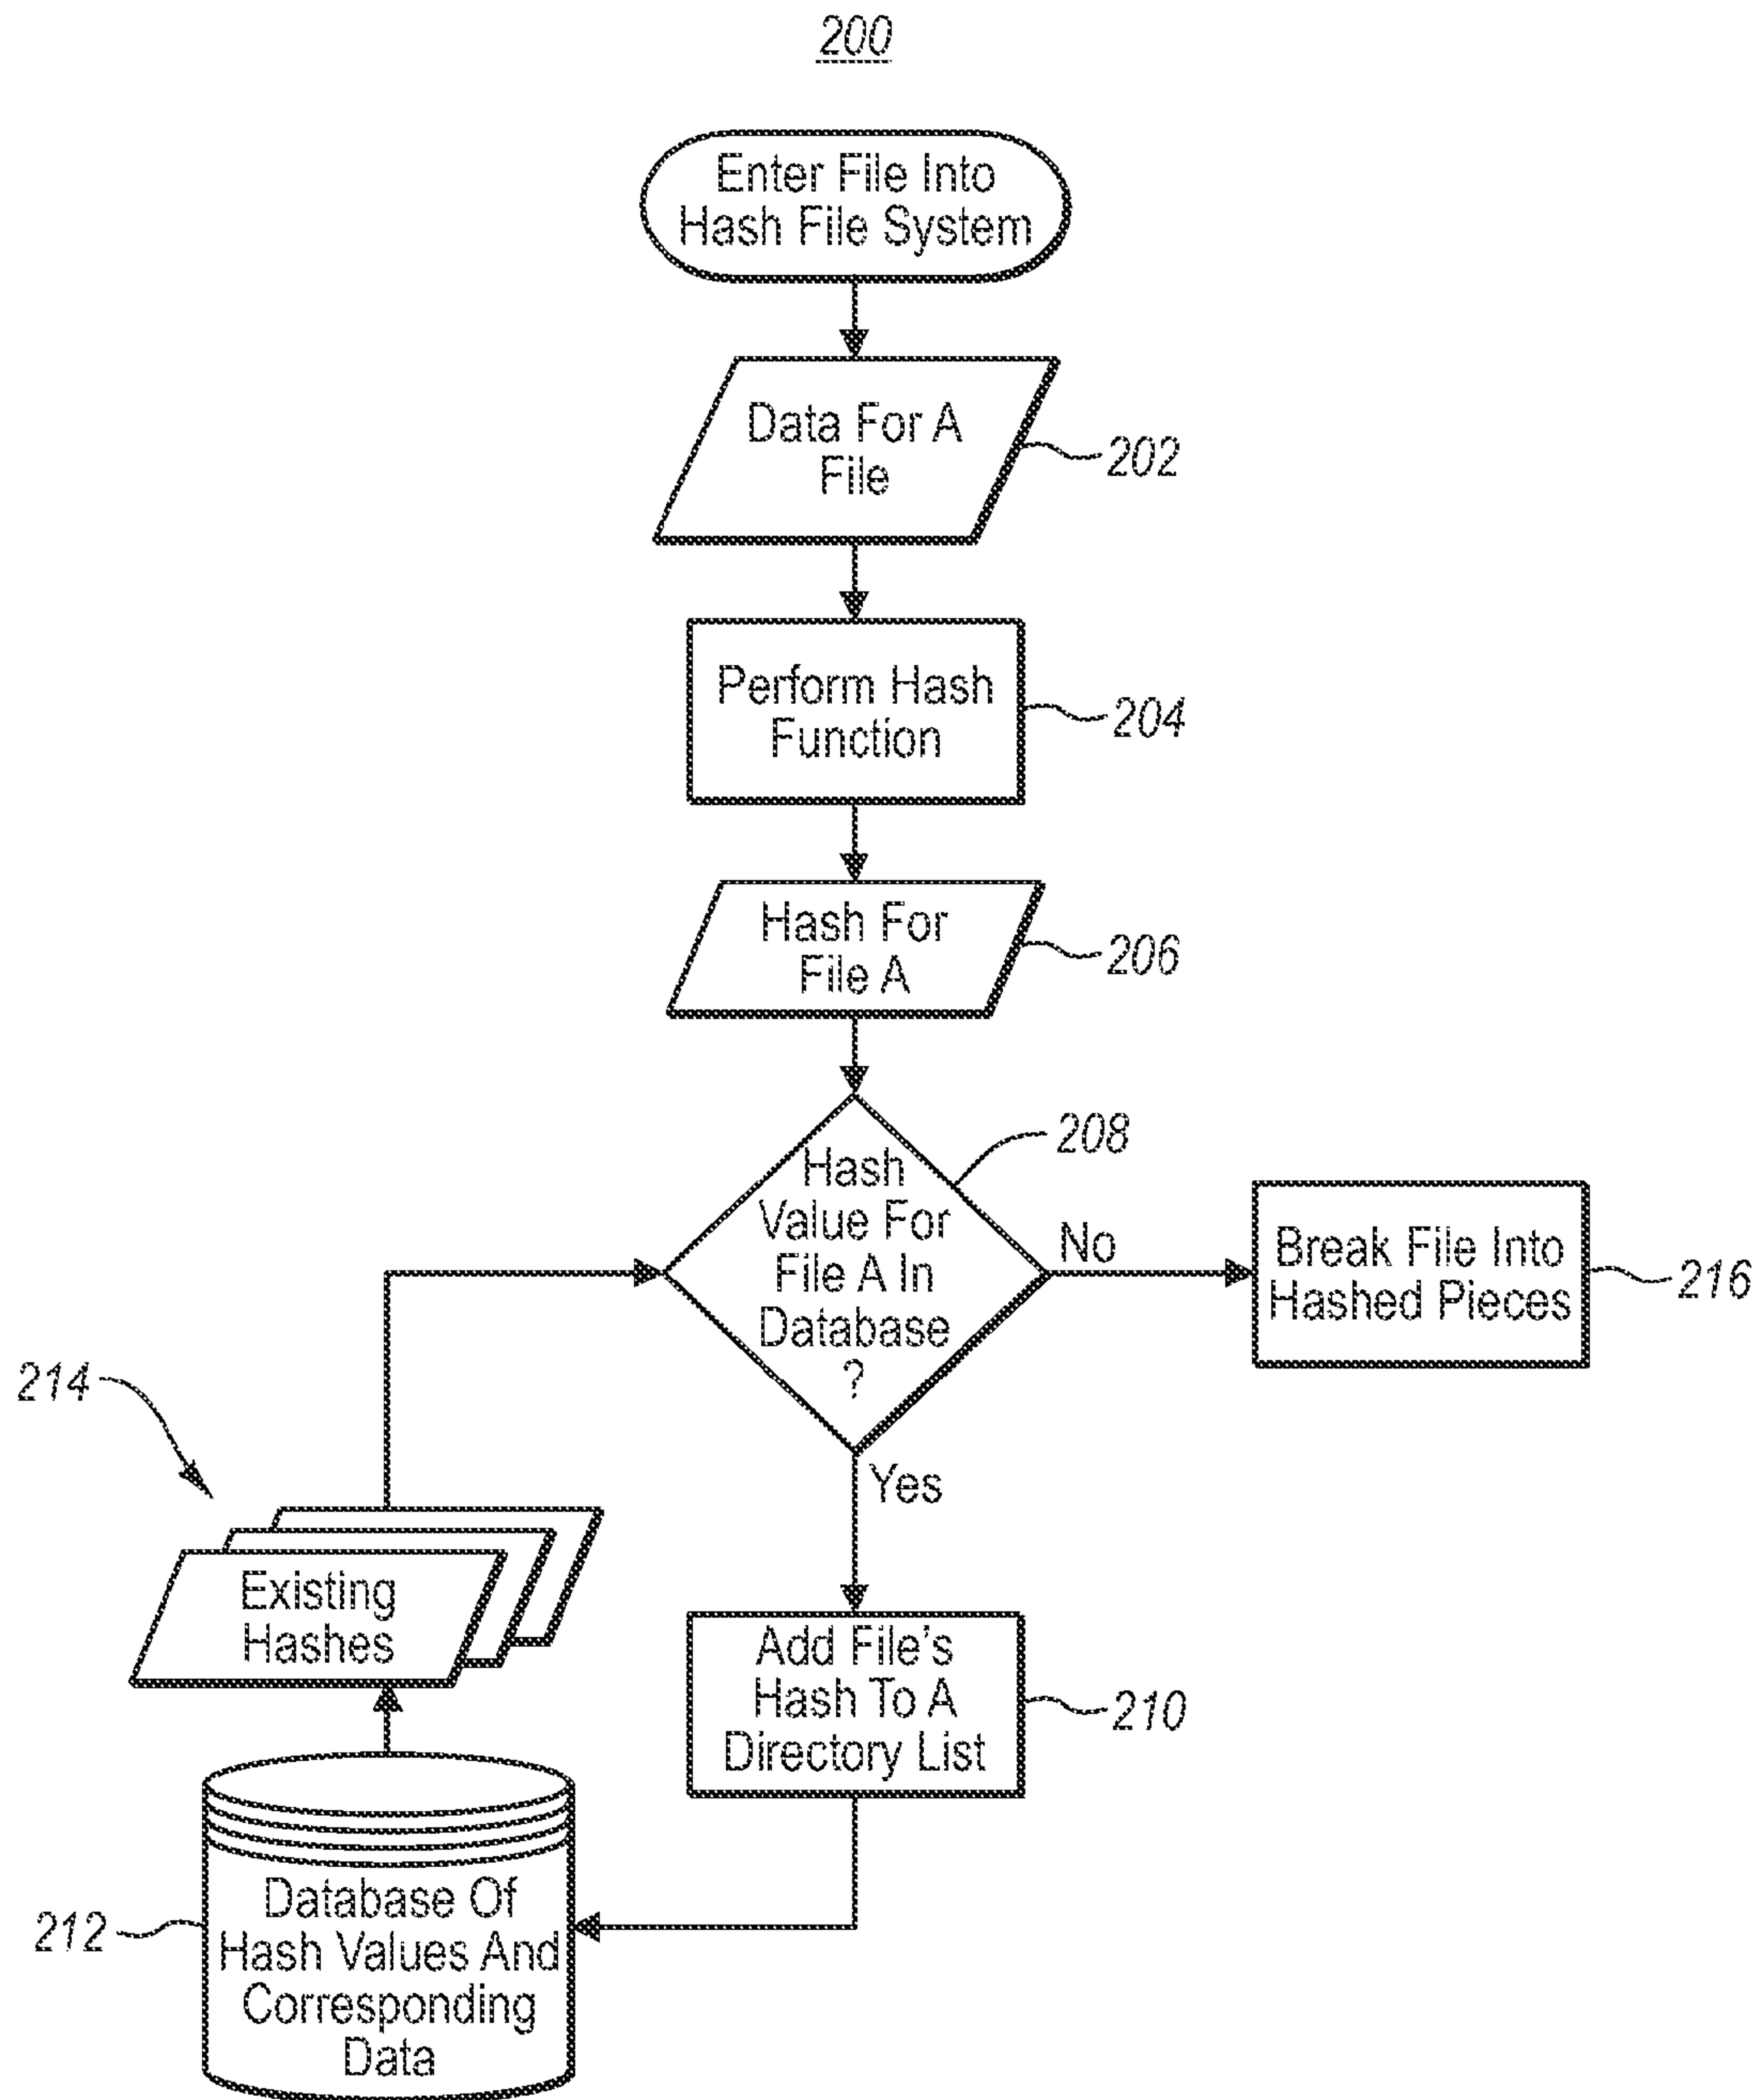 200
Enter File Into
Hash File System
Data For A
File
202
Perform Hash
Function
204
Hash For
File A
206
208
Hash
Value For
File A In
Database
?
No
Break File Into
Hashed Pieces
216
214
Yes
Existing
Hashes
Add File's
Hash To A
Directory List
210
212
Database Of
Hash Values And
Corresponding
Data